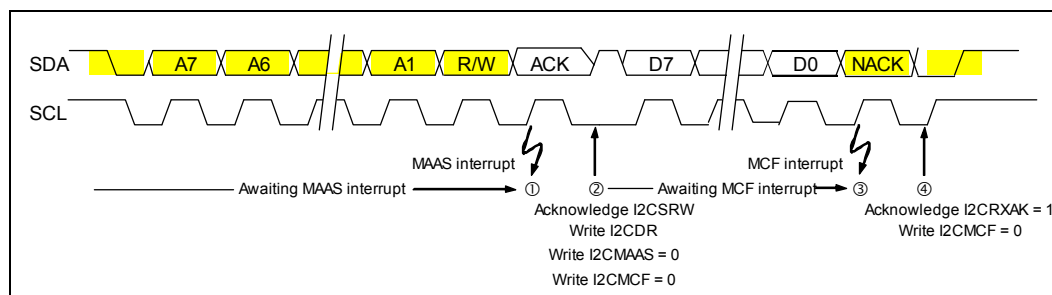 SDA A7 A6 A1 R/W ACK D7 D0 NACK
SCL
MAAS interrupt MCF interrupt
Awaiting MAAS interrupt ① ② Awaiting MCF interrupt ③ ④
Acknowledge I2CSRW Acknowledge I2CRXAK = 1
Write I2CDR Write I2CMCF = 0
Write I2CMAAS = 0
Write I2CMCF = 0